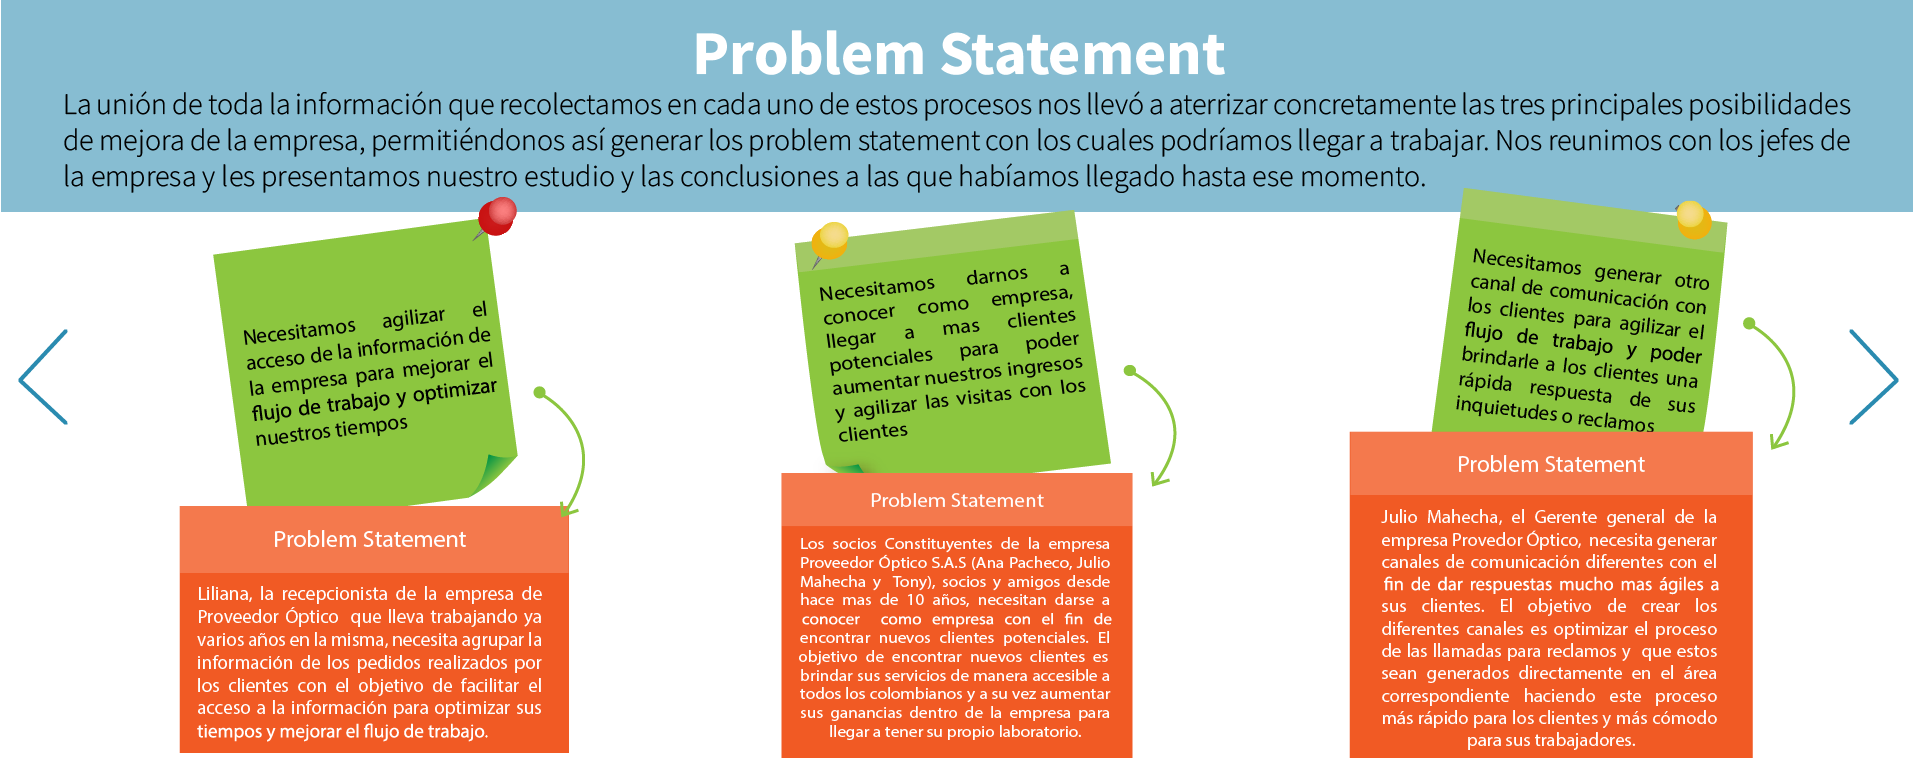 Problem Statement
La unión de toda la información que recolectamos en cada uno de estos procesos nos llevó a aterrizar concretamente las tres principales posibilidades
de mejora de la empresa, permitiéndonos así generar los problem statement con los cuales podríamos llegar a trabajar. Nos reunimos con los jefes de
la empresa y les presentamos nuestro estudio y las conclusiones a las que habíamos llegado hasta ese momento.
Necesitamos agilizar el
acceso de la información de
la empresa para mejorar el
flujo de trabajo y optimizar
nuestros tiempos
Problem Statement
Liliana, la recepcionista de la empresa de
Proveedor Óptico que lleva trabajando ya
varios años en la misma, necesita agrupar la
información de los pedidos realizados por
los clientes con el objetivo de facilitar el
acceso a la información para optimizar sus
tiempos y mejorar el flujo de trabajo.
Necesitamos darnos a
conocer como empresa,
llegar a mas clientes
potenciales para poder
aumentar nuestros ingresos
y agilizar las visitas con los
clientes
Problem Statement
Los socios Constituyentes de la empresa
Proveedor Óptico S.A.S (Ana Pacheco, Julio
Mahecha y Tony), socios y amigos desde
hace mas de 10 años, necesitan darse a
conocer como empresa con el fin de
encontrar nuevos clientes potenciales. El
objetivo de encontrar nuevos clientes es
brindar sus servicios de manera accesible a
todos los colombianos y a su vez aumentar
sus ganancias dentro de la empresa para
llegar a tener su propio laboratorio.
Necesitamos generar otro
canal de comunicación con
los clientes para agilizar el
flujo de trabajo y poder
brindarle a los clientes una
rápida respuesta de sus
inquietudes o reclamos
Problem Statement
Julio Mahecha, el Gerente general de la
empresa Provedor Óptico, necesita generar
canales de comunicación diferentes con el
fin de dar respuestas mucho mas ágiles a
sus clientes. El objetivo de crear los
diferentes canales es optimizar el proceso
de las llamadas para reclamos y que estos
sean generados directamente en el área
correspondiente haciendo este proceso
más rápido para los clientes y más cómodo
para sus trabajadores.